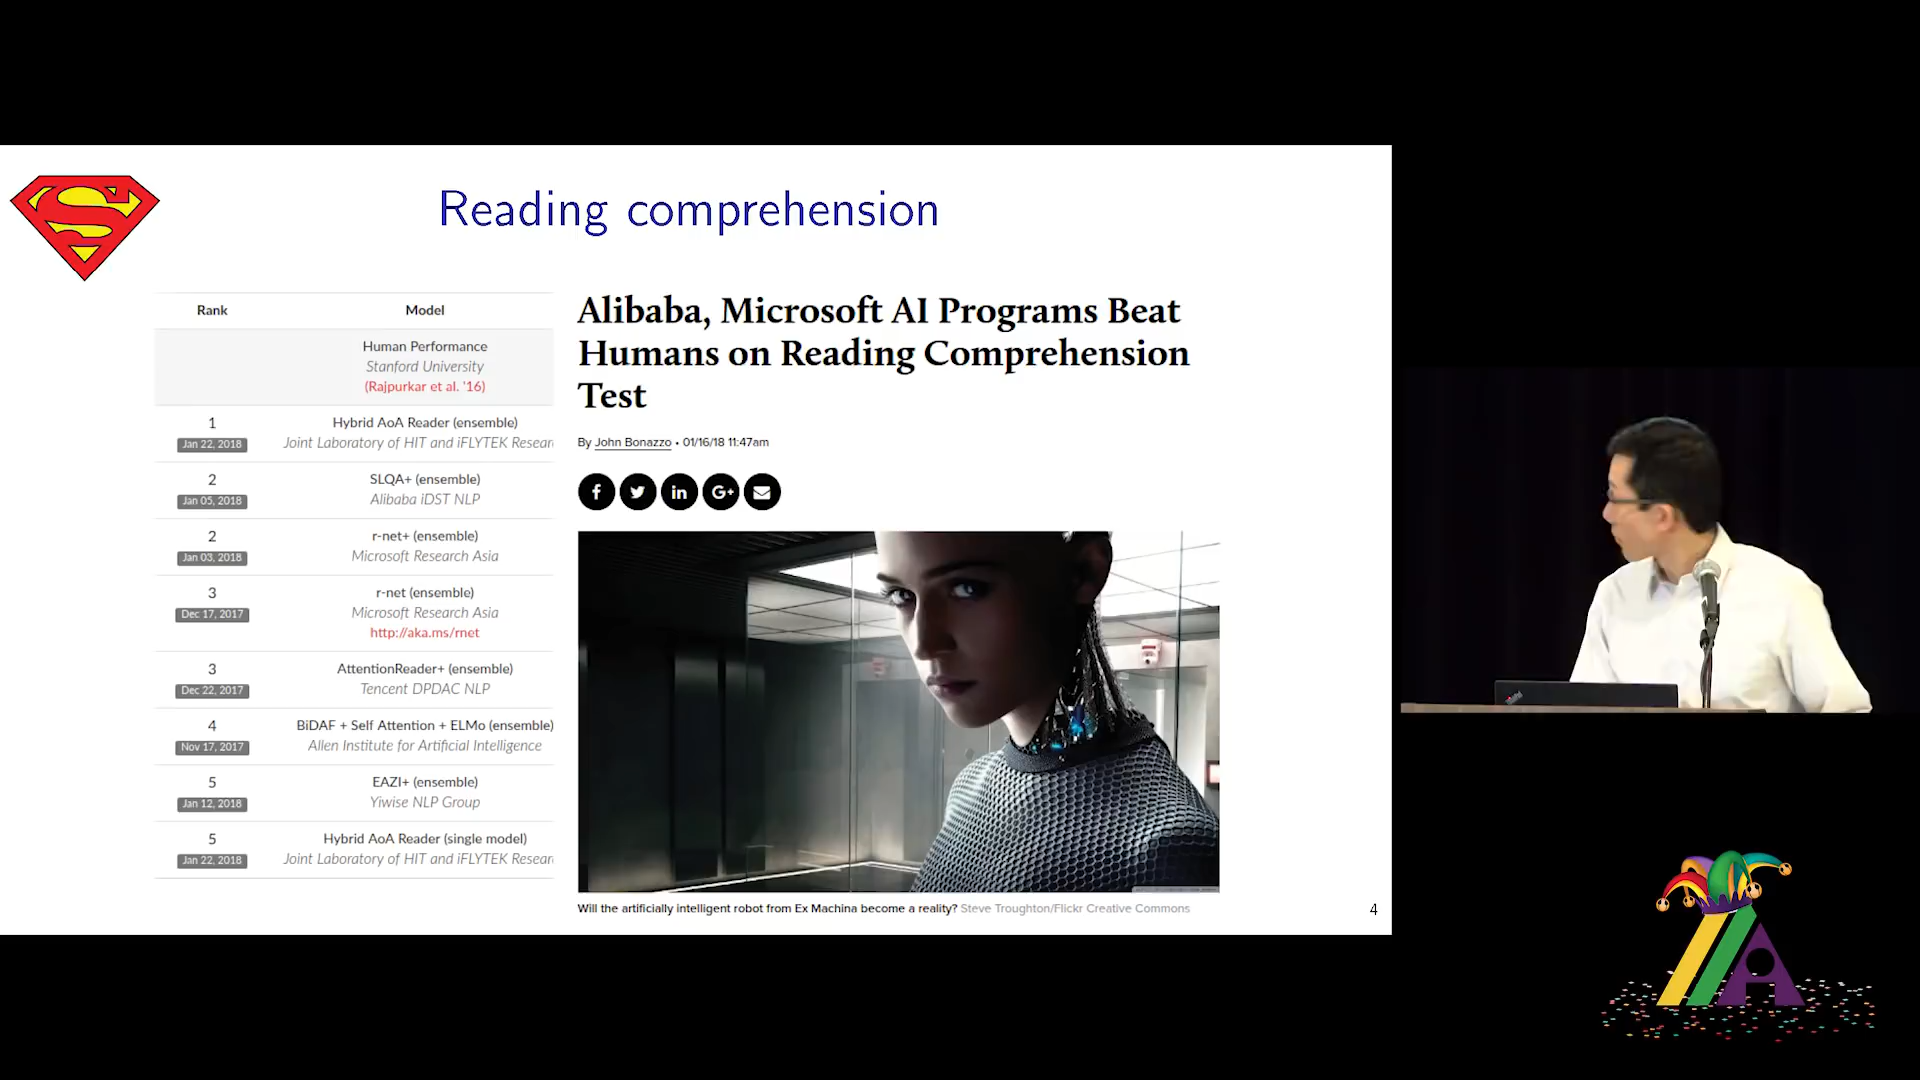 Reading comprehension
Rank Model
Human Performance
Stanford University
(Rajpurkar et al. '16)
1 Hybrid AoA Reader (ensemble)
Jan 22, 2018 Joint Laboratory of HIT and iFLYTEK Resear
2 SLQA+ (ensemble)
Jan 05, 2018 Alibaba iDST NLP
2 r-net+ (ensemble)
Jan 03, 2018 Microsoft Research Asia
3 r-net (ensemble)
Dec 17, 2017 Microsoft Research Asia
http://aka.ms/rnet
3 AttentionReader+ (ensemble)
Dec 22, 2017 Tencent DPDAC NLP
4 BiDAF + Self Attention + ELMo (ensemble)
Nov 17, 2017 Allen Institute for Artificial Intelligence
5 EAZI+ (ensemble)
Jan 12, 2018 Yiwise NLP Group
5 Hybrid AoA Reader (single model)
Jan 22, 2018 Joint Laboratory of HIT and iFLYTEK Resear
Alibaba, Microsoft AI Programs Beat
Humans on Reading Comprehension
Test
By John Bonazzo • 01/16/18 11:47am
Will the artificially intelligent robot from Ex Machina become a reality? Steve Troughton/Flickr Creative Commons
4